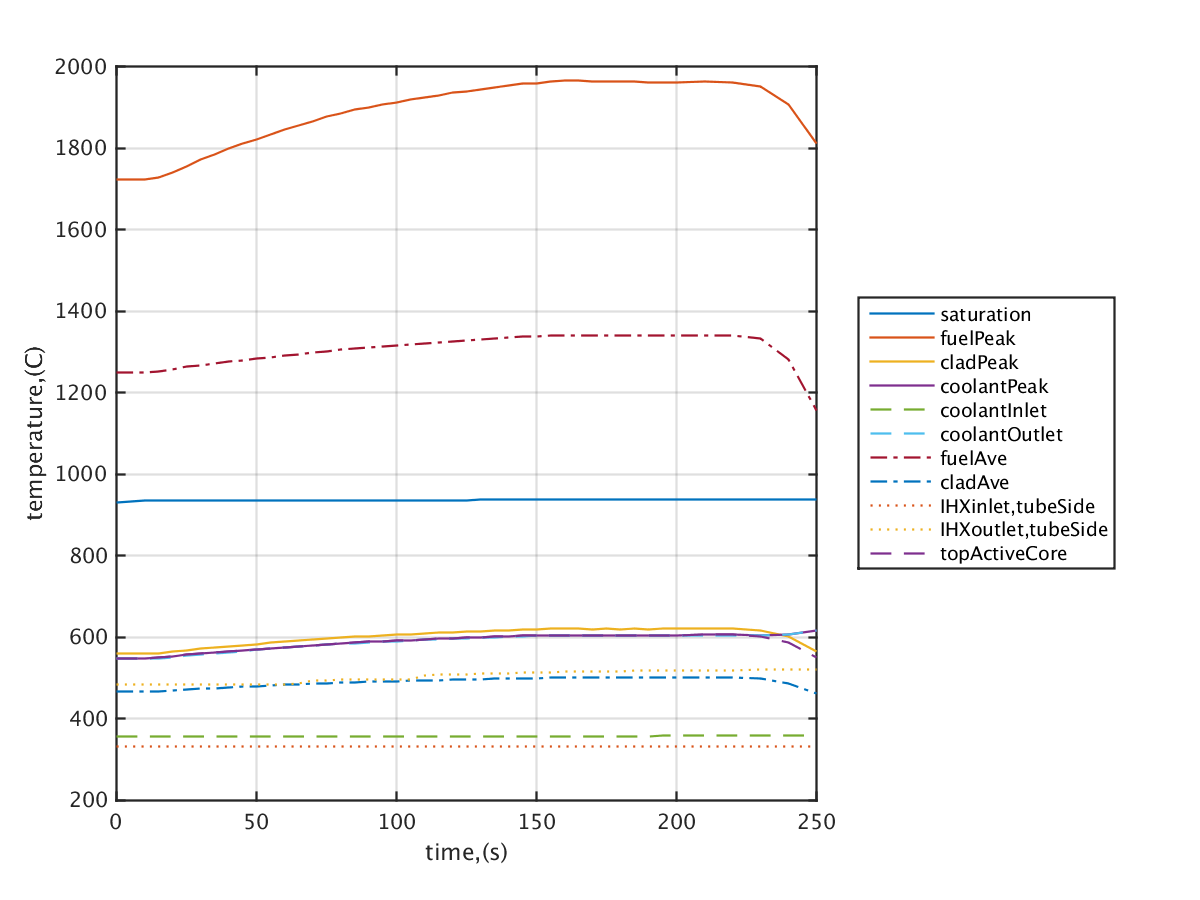 2000
1800
1600
1400
1200
1000
800
600
400
200
temperature,(C)
0 50 100 150 200 250
time,(s)
saturation
fuelPeak
cladPeak
coolantPeak
coolantInlet
coolantOutlet
fuelAve
cladAve
IHXinlet,tubeSide
IHXoutlet,tubeSide
topActiveCore